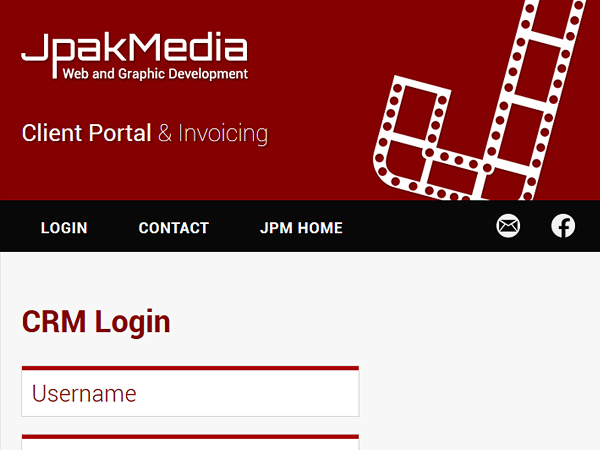 JpakMedia
Web and Graphic Development
Client Portal & Invoicing
LOGIN
CONTACT
JPM HOME
CRM Login
Username